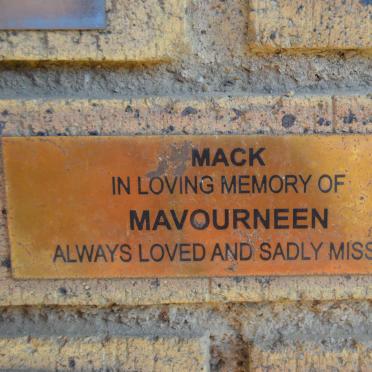 MACK
IN LOVING MEMORY OF
MAVOURNEEN
ALWAYS LOVED AND SADLY MISS